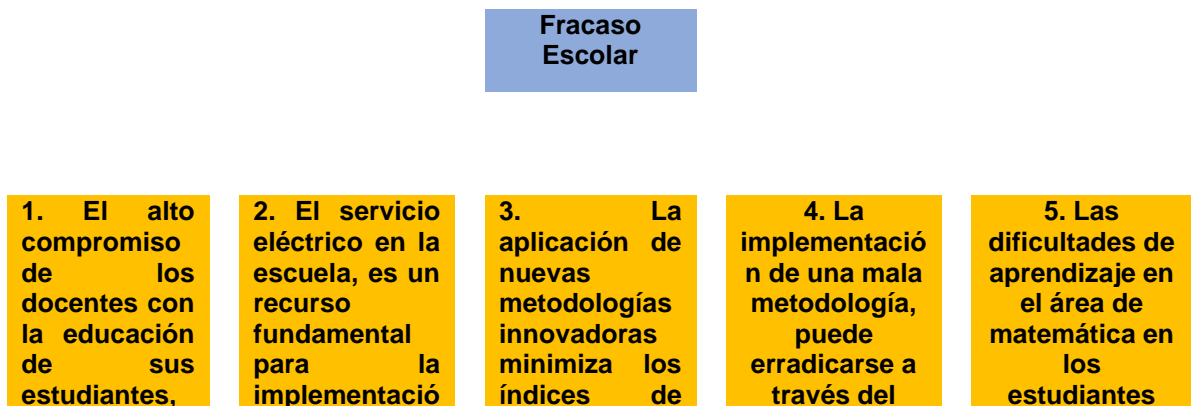 Fracaso
Escolar
1. El alto
compromiso
de los
docentes con
la educación
de sus
estudiantes,
2. El servicio
eléctrico en la
escuela, es un
recurso
fundamental
para la
implementació
3. La
aplicación de
nuevas
metodologías
innovadoras
minimiza los
índices de
4. La
implementació
n de una mala
metodología,
puede
erradicarse a
través del
5. Las
dificultades de
aprendizaje en
el área de
matemática en
los
estudiantes